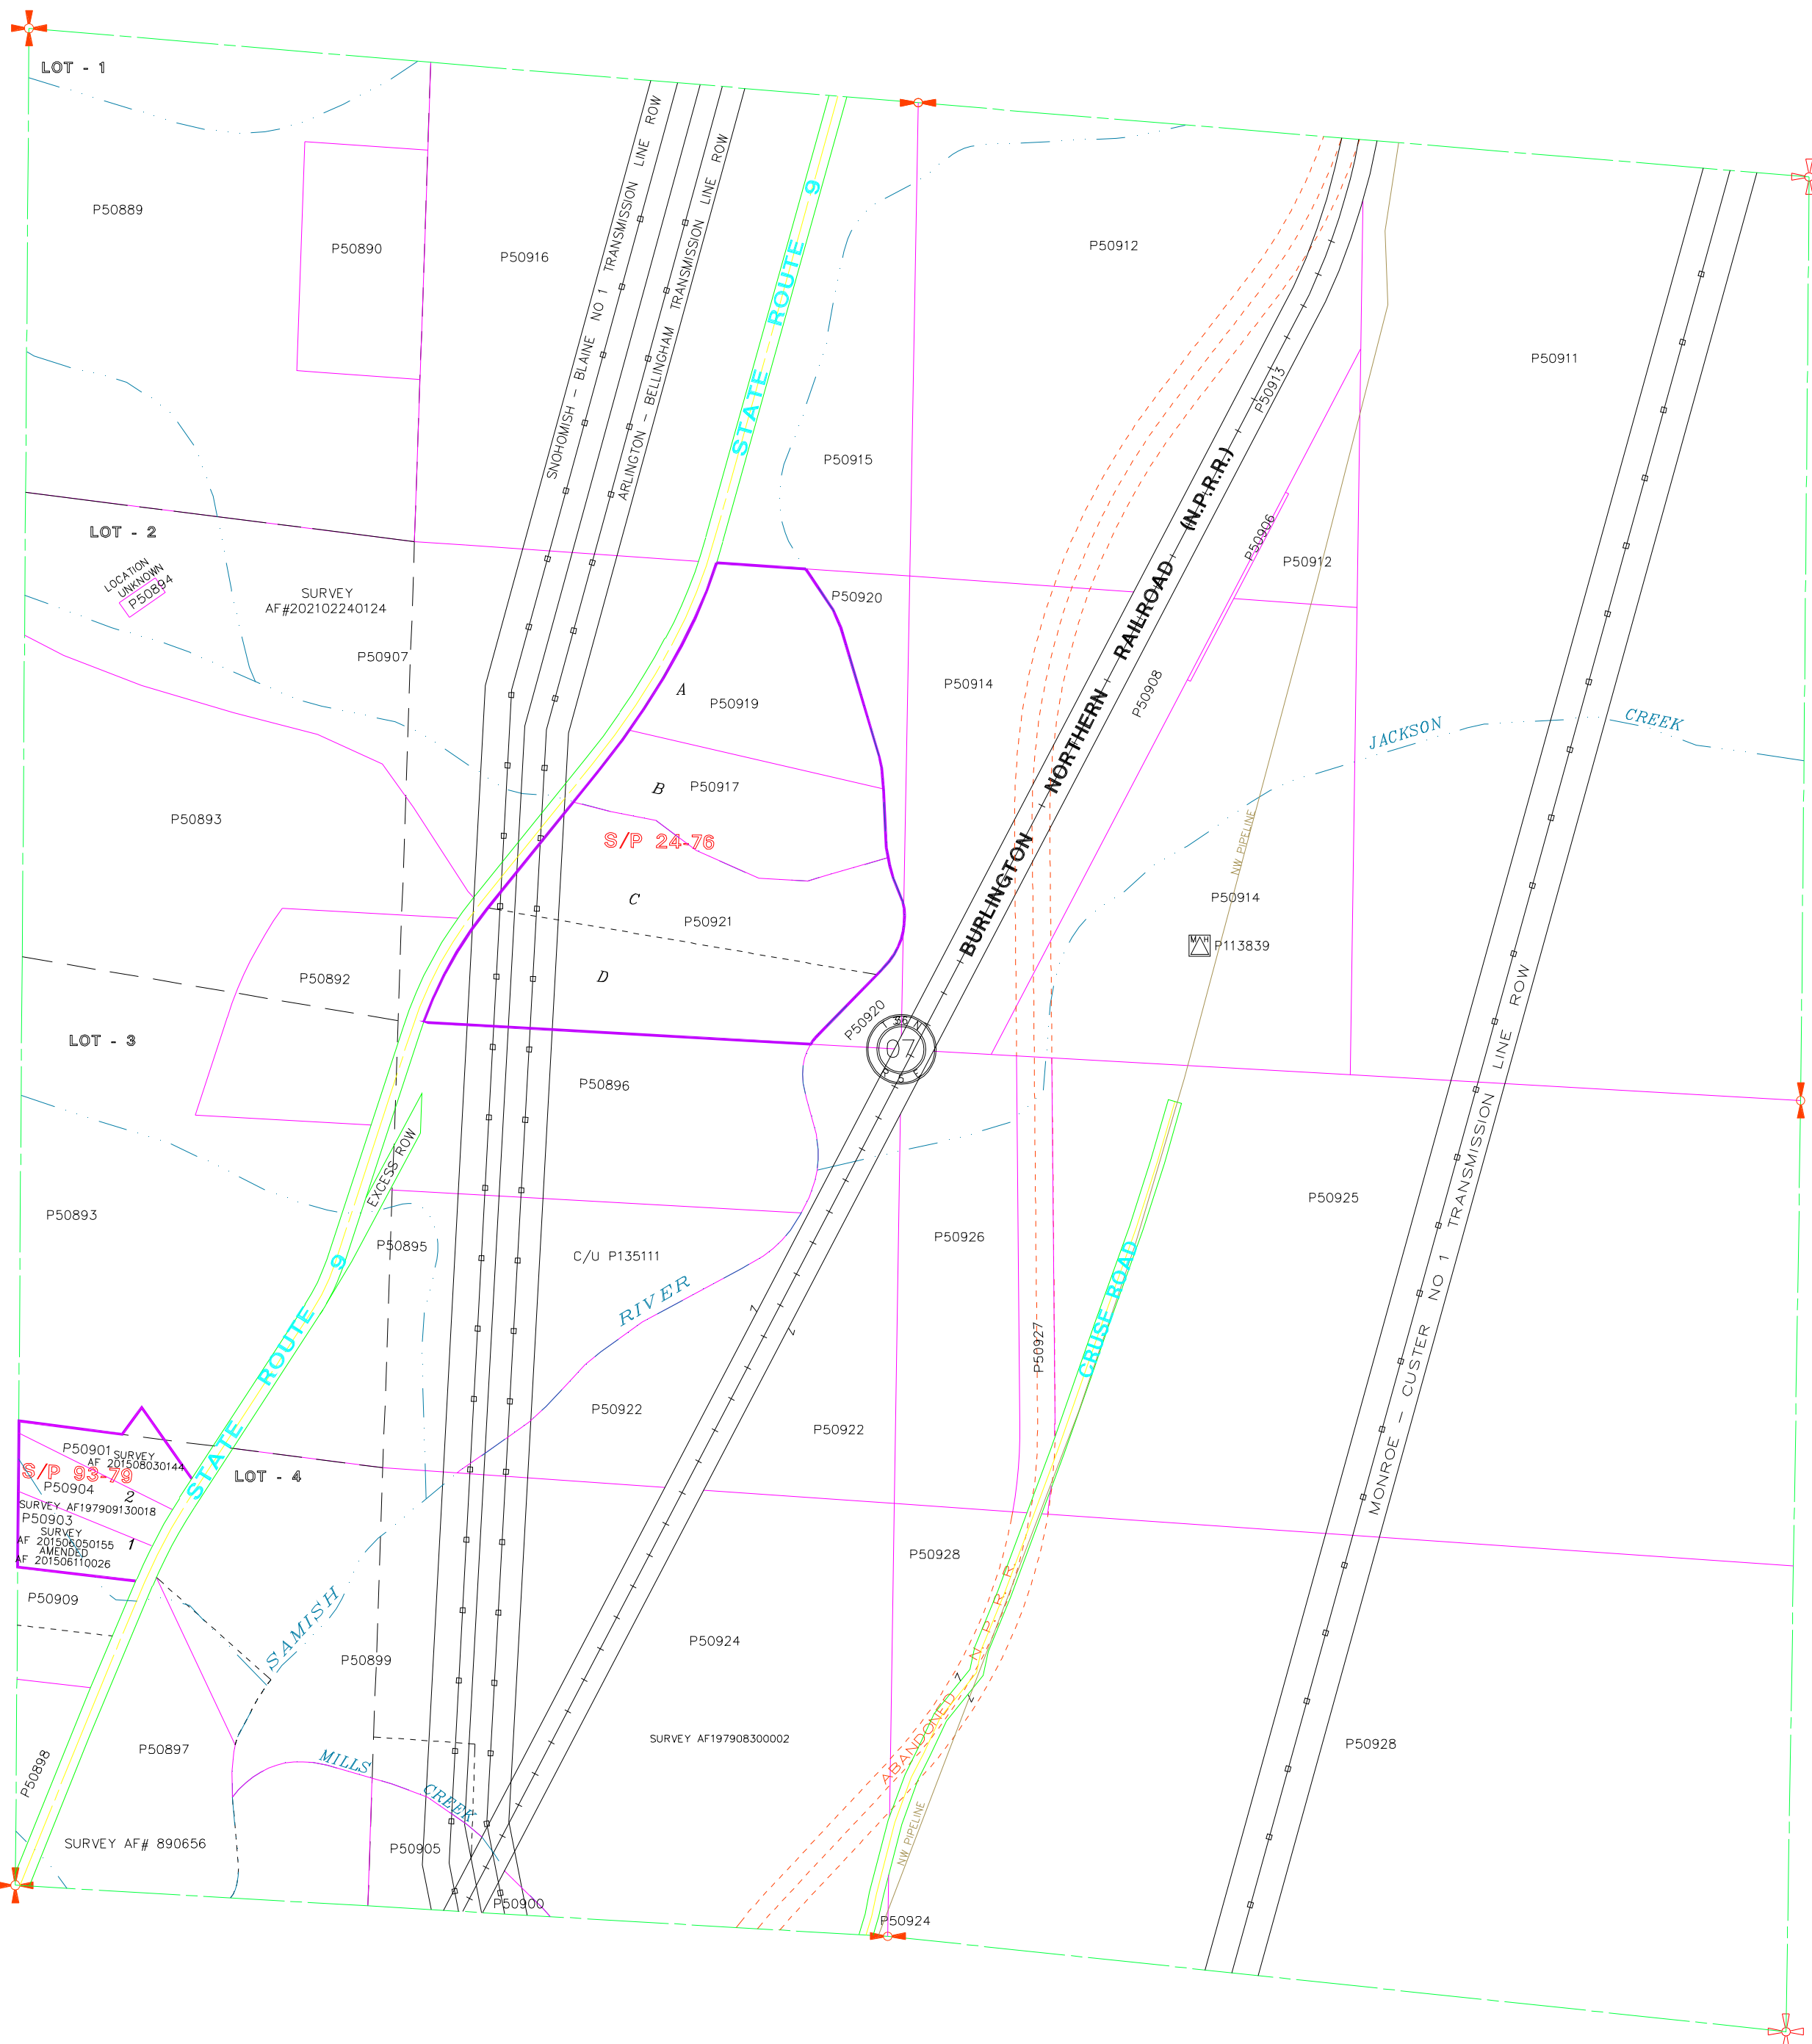 LOT - 1
P50889
P50890
P50916
SNOHOMISH - BLAINE NO 1 TRANSMISSION LINE ROW
ARLINGTON - BELLINGHAM TRANSMISSION LINE ROW
STATE ROUTE 9
P50912
P50911
P50915
P50913
P50906
P50912
LOT - 2
LOCATION
UNKNOWN
P50894
SURVEY
AF#202102240124
P50907
P50920
P50914
P50908
A
P50919
B
P50917
S/P 24-76
C
P50921
D
P50920
BURLINGTON NORTHERN RAILROAD (N.P.R.R.)
JACKSON CREEK
NW PIPELINE
P50914
M H
P113839
P50893
P50892
LOT - 3
T 36 N
07
R 5 E
P50896
EXCESS ROW
P50893
P50895
C/U P135111
RIVER
P50926
P50925
P50927
CRUISE ROAD
MONROE - CUSTER NO 1 TRANSMISSION LINE ROW
STATE ROUTE 9
P50922
P50922
Z
Z
P50901
SURVEY
AF 201508030144
S/P 93-79
P50904
2
SURVEY AF197909130018
P50903
SURVEY
AF 201506050155
AMENDED
AF 201506110026
1
LOT - 4
P50909
SAMISH
P50899
P50924
P50928
ABANDONED N. P. R. R.
Z
Z
SURVEY AF197908300002
P50928
P50898
P50897
MILLS CREEK
SURVEY AF# 890656
P50905
P50900
NW PIPELINE
P50924